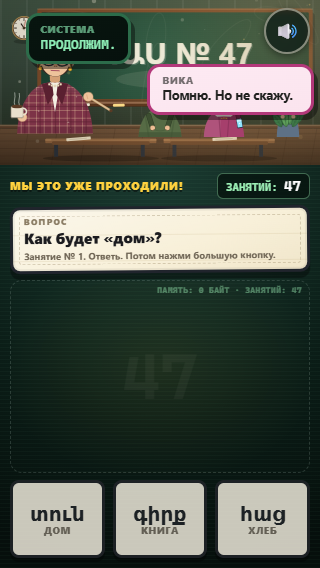 СИСТЕМА
ПРОДОЛЖИМ.
№ 47
ВИКА
Помню. Но не скажу.
МЫ ЭТО УЖЕ ПРОХОДИЛИ!
ЗАНЯТИЙ: 47
ВОПРОС
Как будет «дом»?
Занятие № 1. Ответь. Потом нажми большую кнопку.
ПАМЯТЬ: 0 БАЙТ · ЗАНЯТИЙ: 47
47
տուն
ДОМ
գիրք
КНИГА
հաց
ХЛЕБ